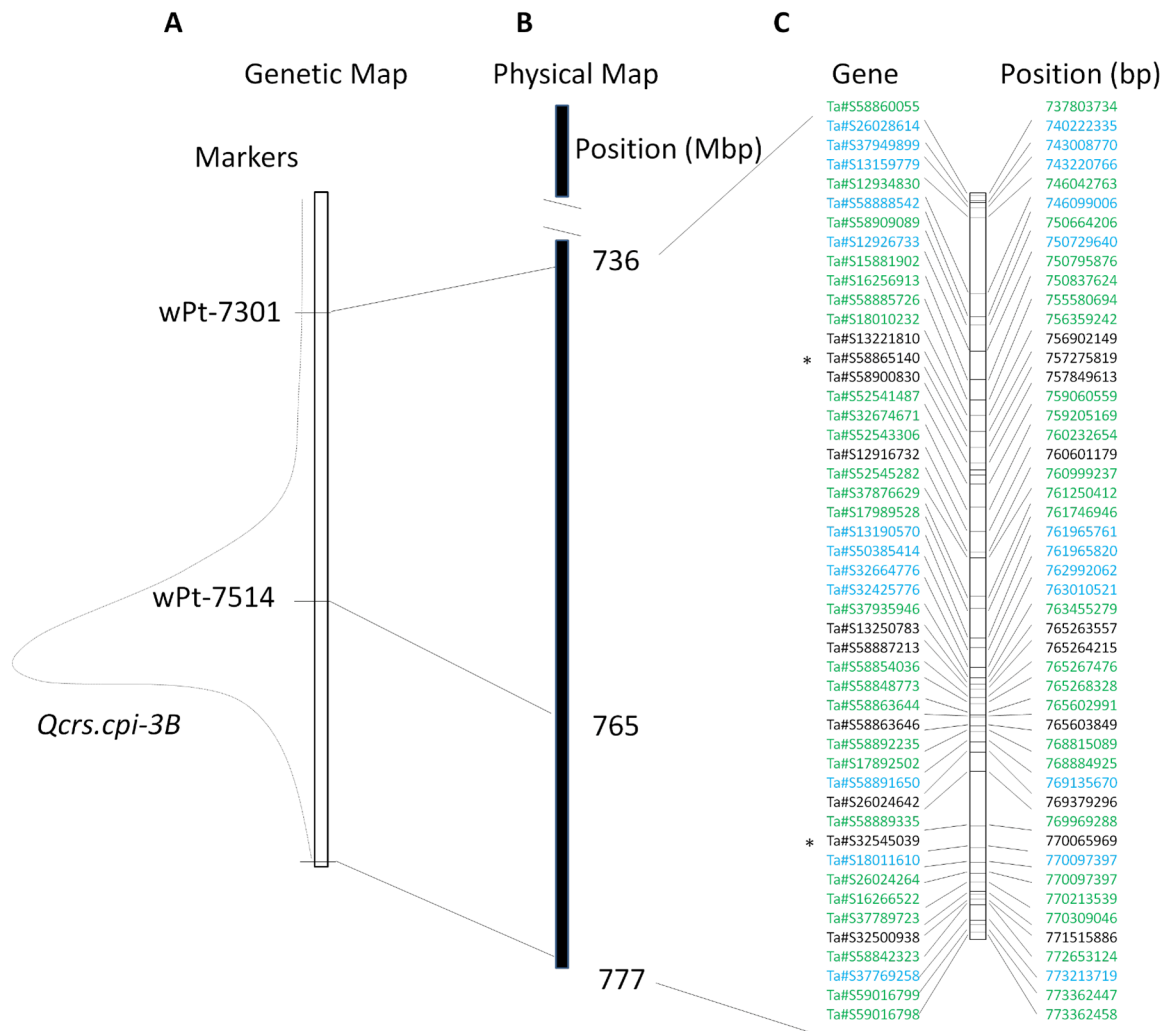 A
B
C
Genetic Map
Physical Map
Gene
Position (bp)
Markers
Position (Mbp)
736
wPt-7301
wPt-7514
Qcrs.cpi-3B
765
777
Ta#S58860055 737803734
Ta#S26028614 740222335
Ta#S37949899 743008770
Ta#S13159779 743220766
Ta#S12934830 746042763
Ta#S58888542 746099006
Ta#S58909089 750664206
Ta#S12926733 750729640
Ta#S15881902 750795876
Ta#S16256913 750837624
Ta#S58885726 755580694
Ta#S18010232 756359242
Ta#S13221810 756902149
* Ta#S58865140 757275819
Ta#S58900830 757849613
Ta#S52541487 759060559
Ta#S32674671 759205169
Ta#S52543306 760232654
Ta#S12916732 760601179
Ta#S52545282 760999237
Ta#S37876629 761250412
Ta#S17989528 761746946
Ta#S13190570 761965761
Ta#S50385414 761965820
Ta#S32664776 762992062
Ta#S32425776 763010521
Ta#S37935946 763455279
Ta#S13250783 765263557
Ta#S58887213 765264215
Ta#S58854036 765267476
Ta#S58848773 765268328
Ta#S58863644 765602991
Ta#S58863646 765603849
Ta#S58892235 768815089
Ta#S17892502 768884925
Ta#S58891650 769135670
Ta#S26024642 769379296
Ta#S58889335 769969288
* Ta#S32545039 770065969
Ta#S18011610 770097397
Ta#S26024264 770097397
Ta#S16266522 770213539
Ta#S37789723 770309046
Ta#S32500938 771515886
Ta#S58842323 772653124
Ta#S37769258 773213719
Ta#S59016799 773362447
Ta#S59016798 773362458